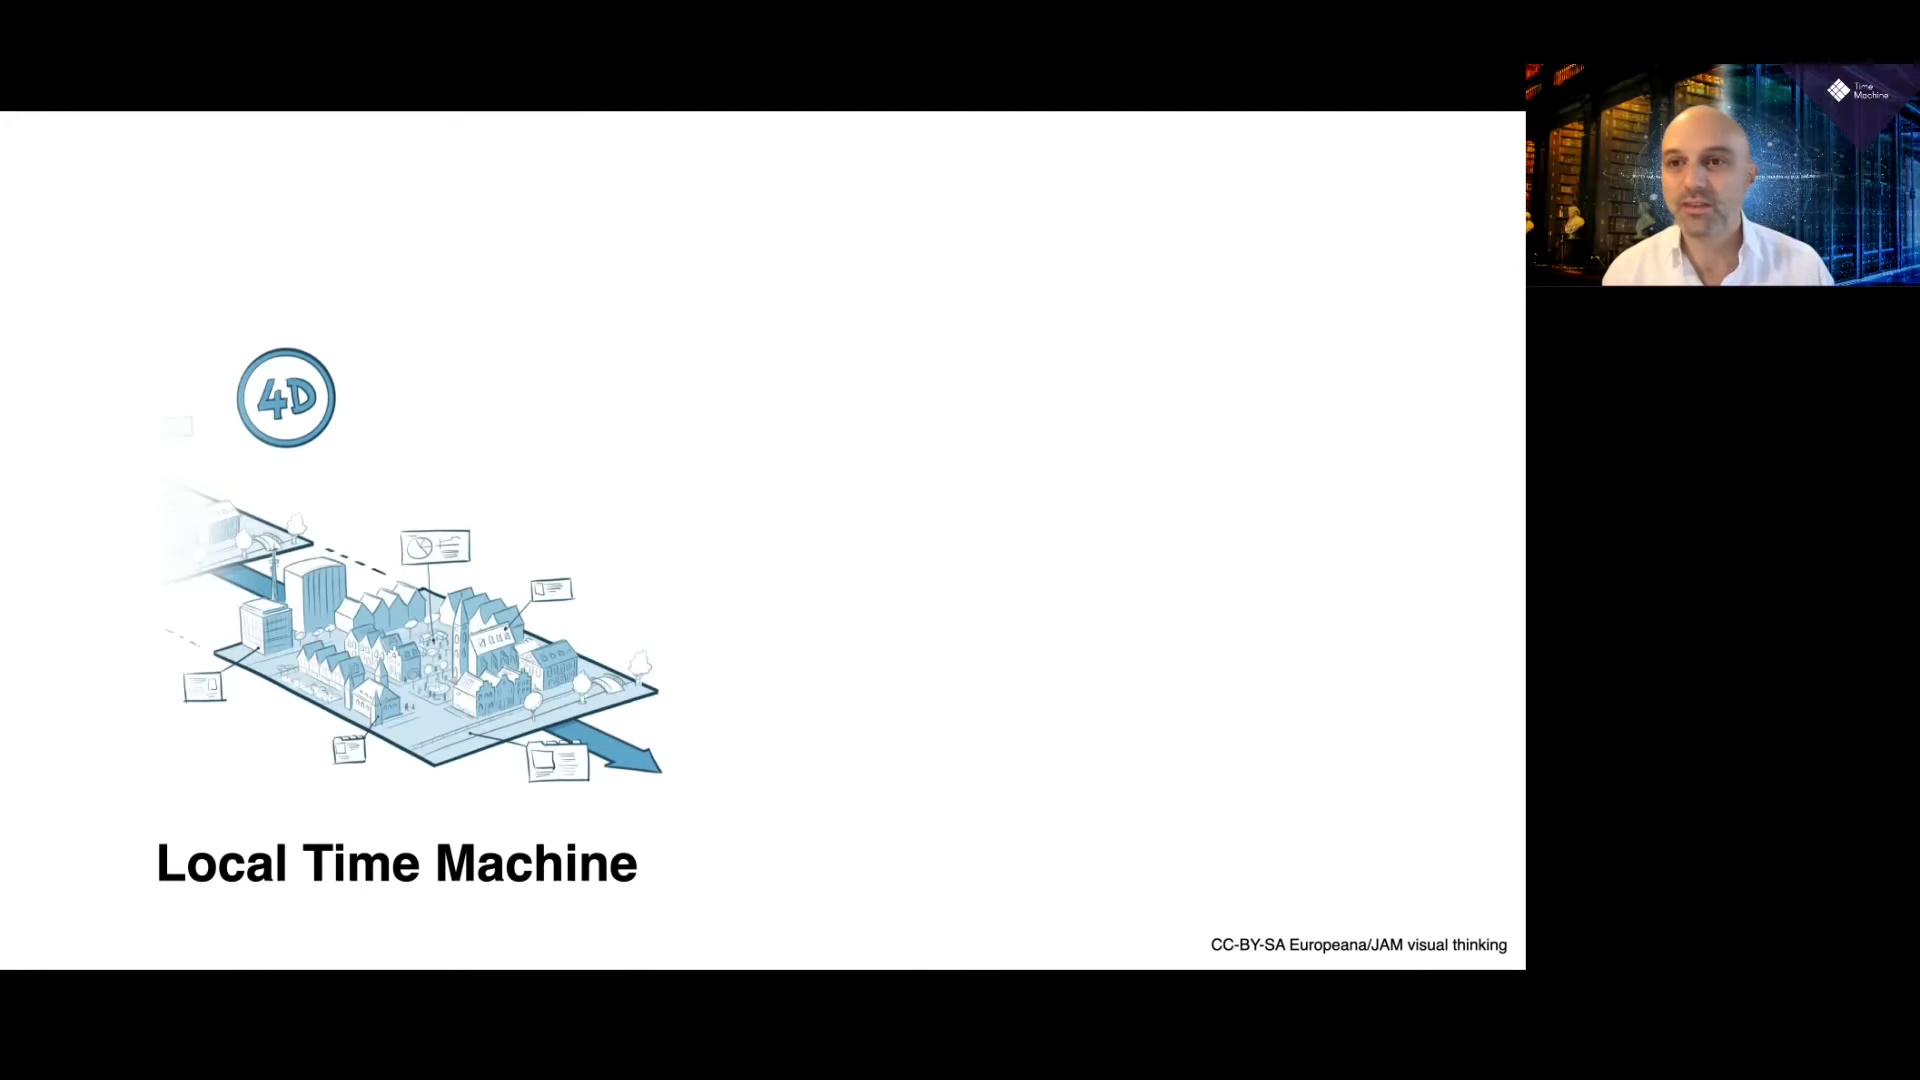 Time
Machine
4D
Local Time Machine
CC-BY-SA Europeana/JAM visual thinking